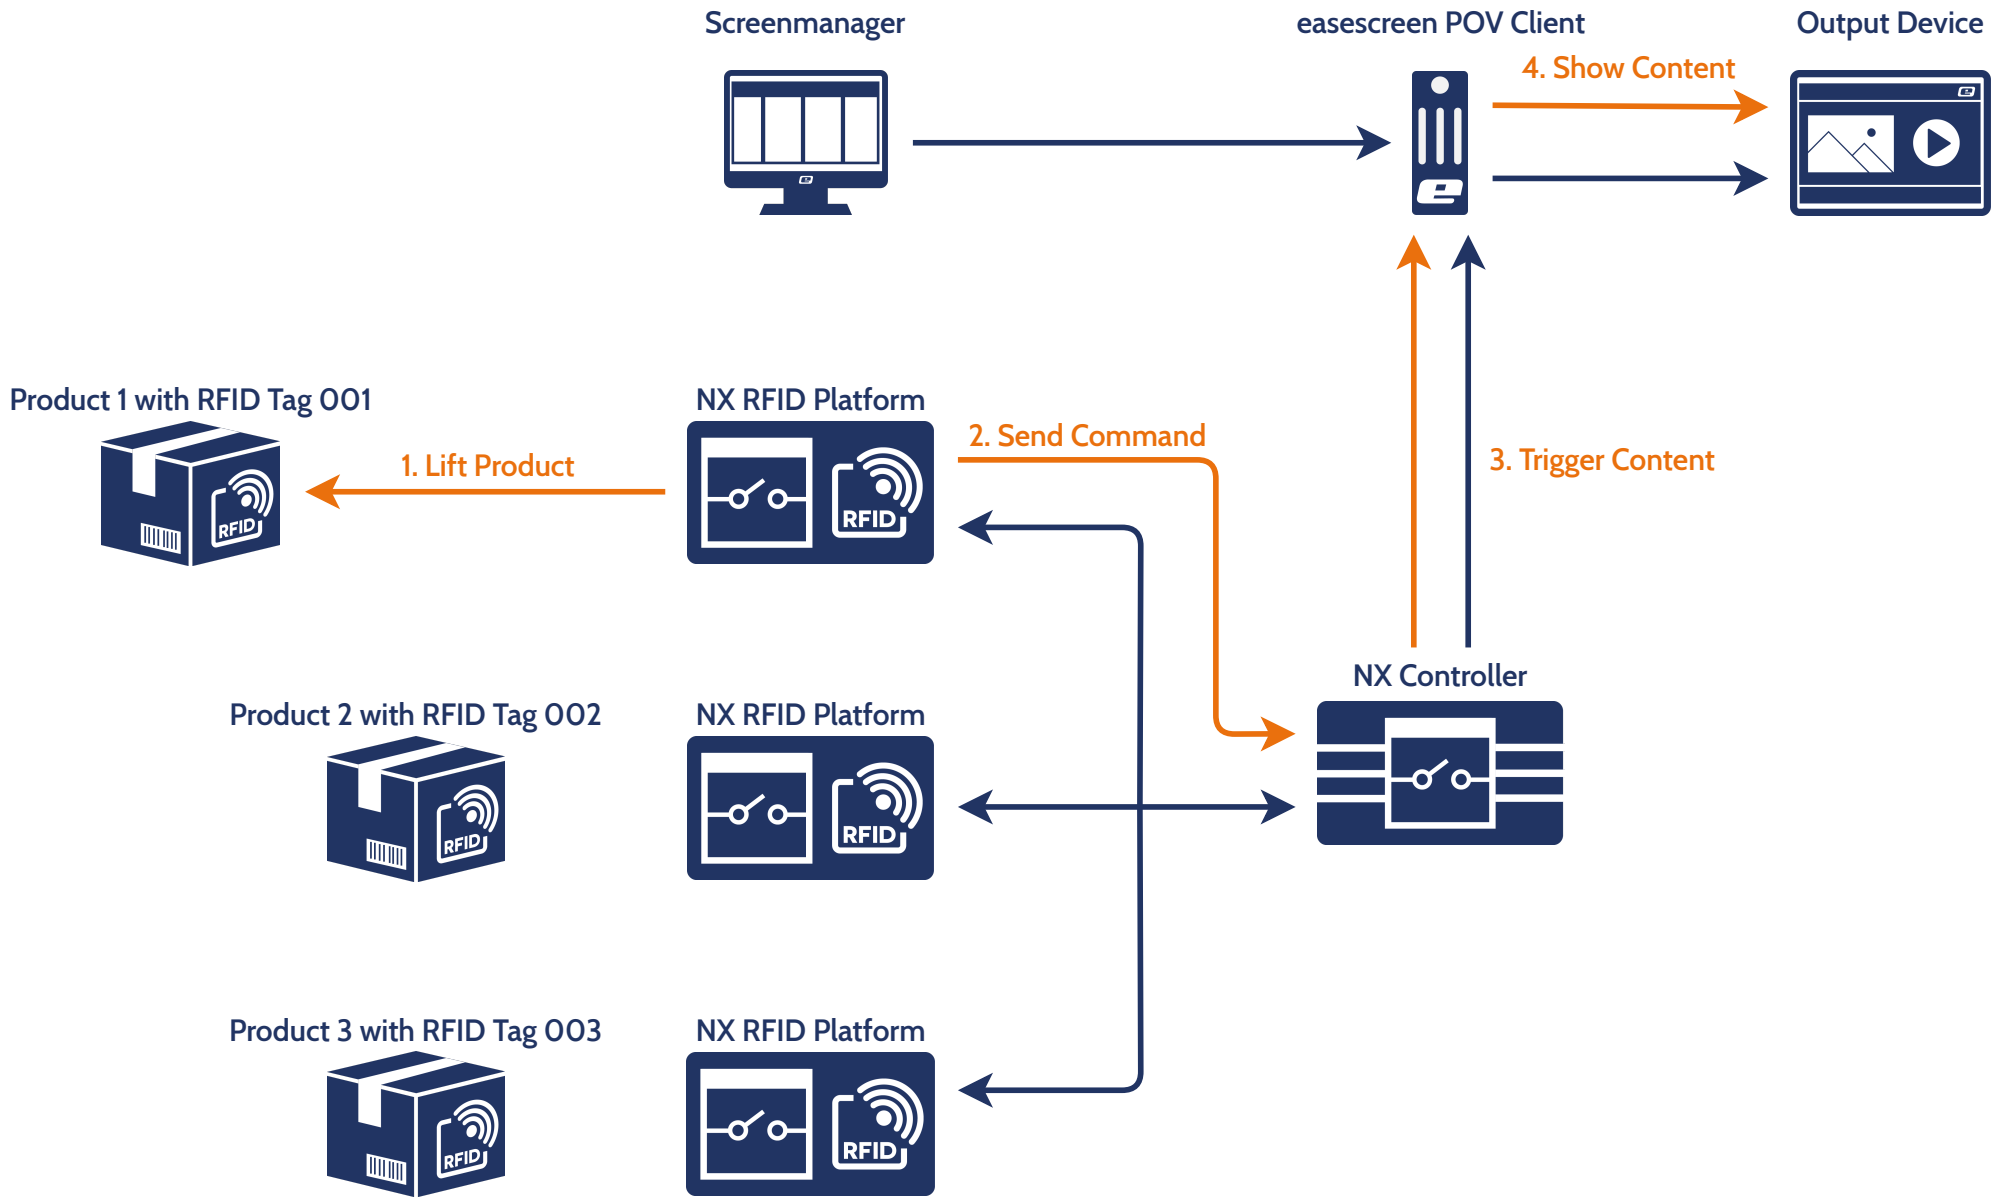 Screenmanager
easescreen POV Client
Output Device
4. Show Content
e
e
e
Product 1 with RFID Tag 001
NX RFID Platform
2. Send Command
1. Lift Product
3. Trigger Content
RFID
RFID
NX Controller
Product 2 with RFID Tag 002
NX RFID Platform
RFID
RFID
Product 3 with RFID Tag 003
NX RFID Platform
RFID
RFID